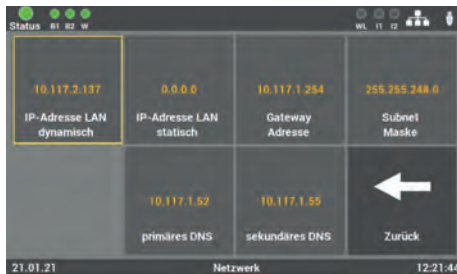 Status B1 B2 W WL I1 I2
10.117.2.137 0.0.0.0 10.117.1.254 255.255.248.0
IP-Adresse LAN IP-Adresse LAN Gateway Subnet
dynamisch statisch Adresse Maske
10.117.1.52 10.117.1.55
primäres DNS sekundäres DNS Zurück
21.01.21 Netzwerk 12:21:44